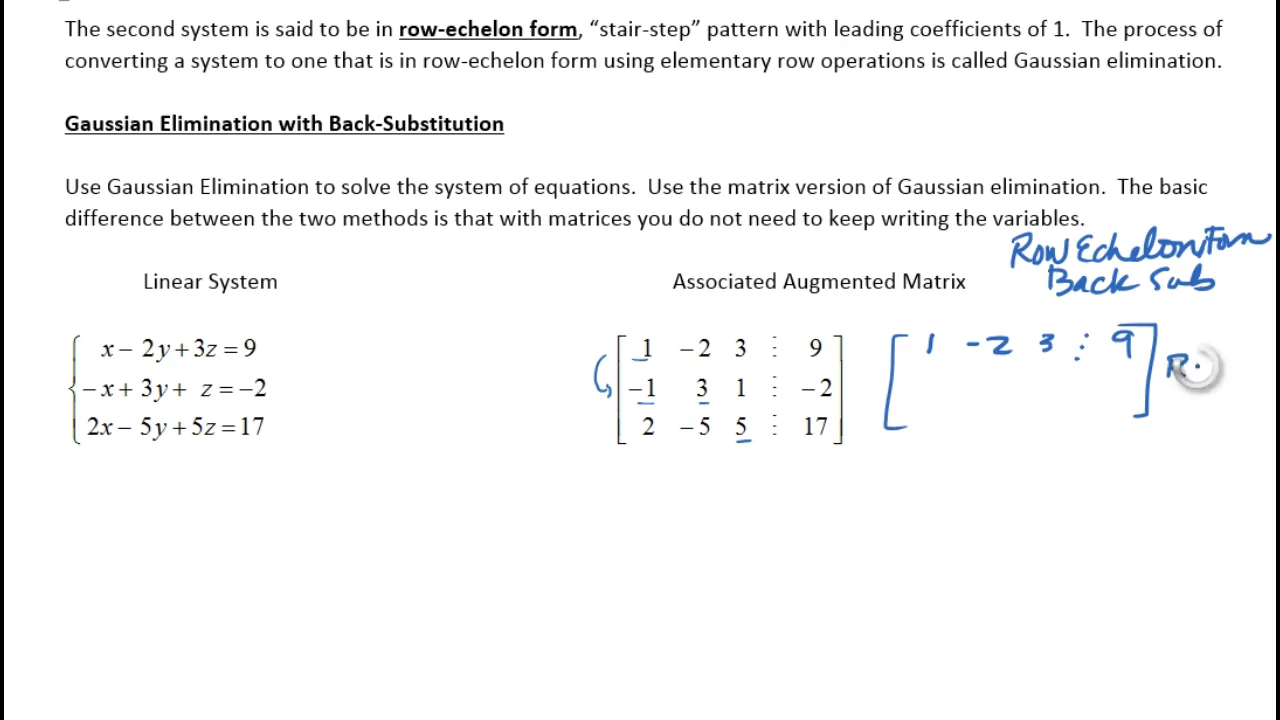 The second system is said to be in row-echelon form, “stair-step” pattern with leading coefficients of 1. The process of
converting a system to one that is in row-echelon form using elementary row operations is called Gaussian elimination.
Gaussian Elimination with Back-Substitution
Use Gaussian Elimination to solve the system of equations. Use the matrix version of Gaussian elimination. The basic
difference between the two methods is that with matrices you do not need to keep writing the variables.
Row Echelon Form
Back Sub
Linear System
Associated Augmented Matrix
x − 2y + 3z = 9
−x + 3y + z = −2
2x − 5y + 5z = 17
1 −2 3 ⋮ 9
−1 3 1 ⋮ −2
2 −5 5 ⋮ 17
1 -2 3 ⋮ 9
R